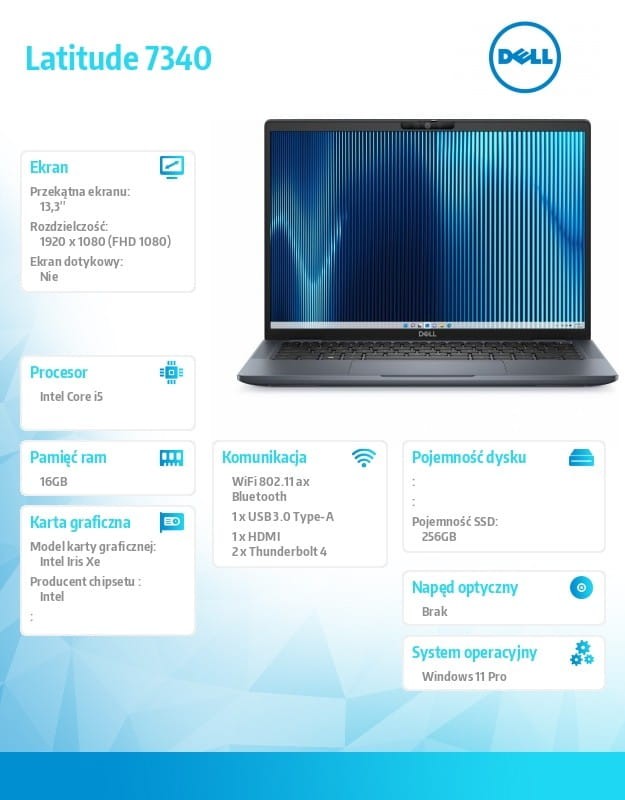 Latitude 7340
DELL
Ekran
Przekątna ekranu:
13,3"
Rozdzielczość:
1920 x 1080 (FHD 1080)
Ekran dotykowy:
Nie
DELL
Procesor
Intel Core i5
Pamięć ram
16GB
Karta graficzna
Model karty graficznej:
Intel Iris Xe
Producent chipsetu :
Intel
:
Komunikacja
WiFi 802.11 ax
Bluetooth
1 x USB 3.0 Type-A
1 x HDMI
2 x Thunderbolt 4
Pojemność dysku
:
:
Pojemność SSD:
256GB
Napęd optyczny
Brak
System operacyjny
Windows 11 Pro